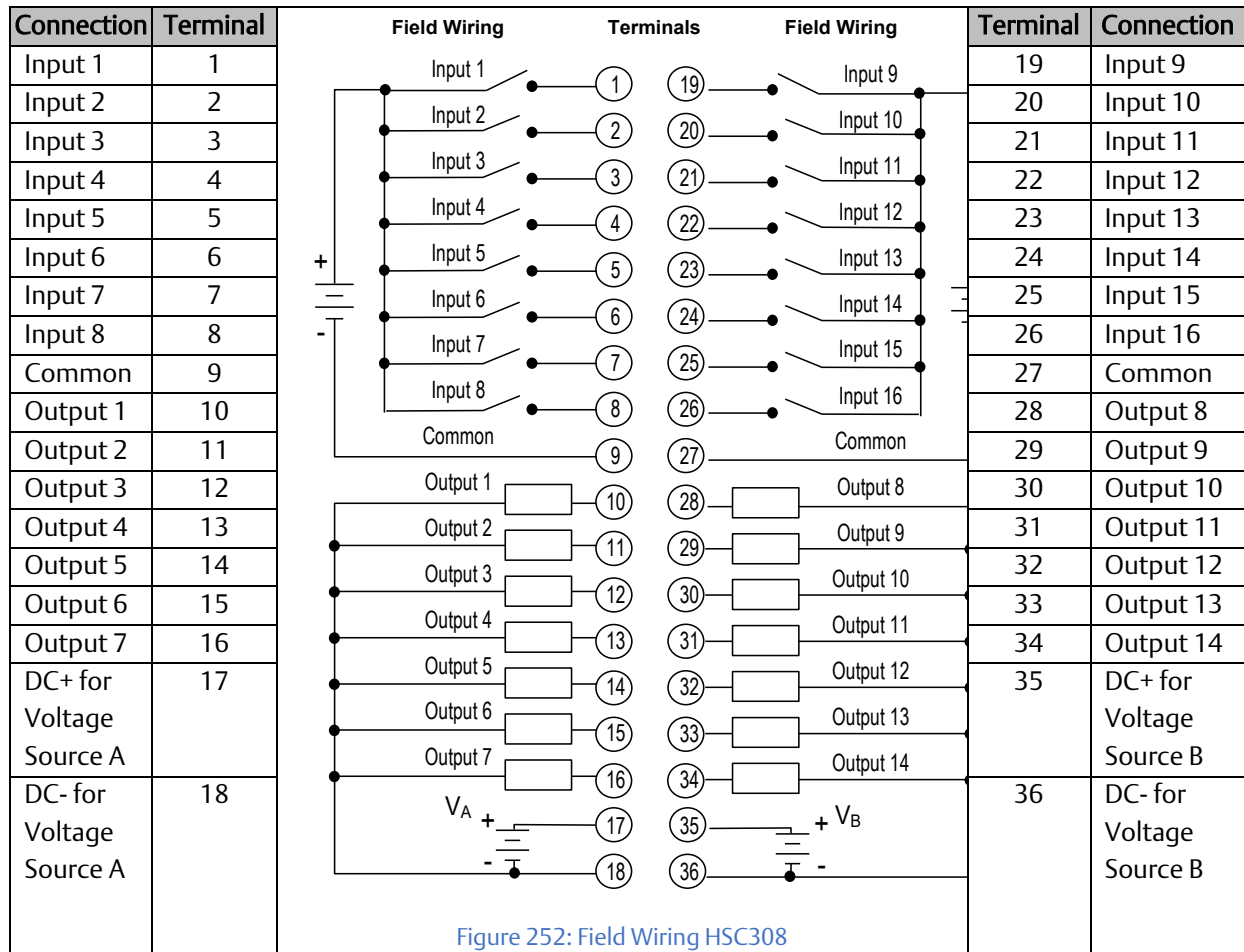 Connection Terminal Field Wiring Terminals Field Wiring Terminal Connection
Input 1 1 Input 1 1 19 Input 9 19 Input 9
Input 2 2 Input 2 2 20 Input 10 20 Input 10
Input 3 3 Input 3 3 21 Input 11 21 Input 11
Input 4 4 Input 4 4 22 Input 12 22 Input 12
Input 5 5 Input 5 5 23 Input 13 23 Input 13
Input 6 6 + Input 6 6 24 Input 14 24 Input 14
Input 7 7 Input 7 7 25 Input 15 25 Input 15
Input 8 8 - Input 8 8 26 Input 16 26 Input 16
Common 9 Common 9 27 Common 27 Common
Output 1 10 Output 1 10 28 Output 8 28 Output 8
Output 2 11 Output 2 11 29 Output 9 29 Output 9
Output 3 12 Output 3 12 30 Output 10 30 Output 10
Output 4 13 Output 4 13 31 Output 11 31 Output 11
Output 5 14 Output 5 14 32 Output 12 32 Output 12
Output 6 15 Output 6 15 33 Output 13 33 Output 13
Output 7 16 Output 7 16 34 Output 14 34 Output 14
DC+ for 17 VA + 17 35 + VB 35 DC+ for
Voltage Voltage
Source A Source B
DC- for 18 - 18 36 - 36 DC- for
Voltage Voltage
Source A Source B
Figure 252: Field Wiring HSC308